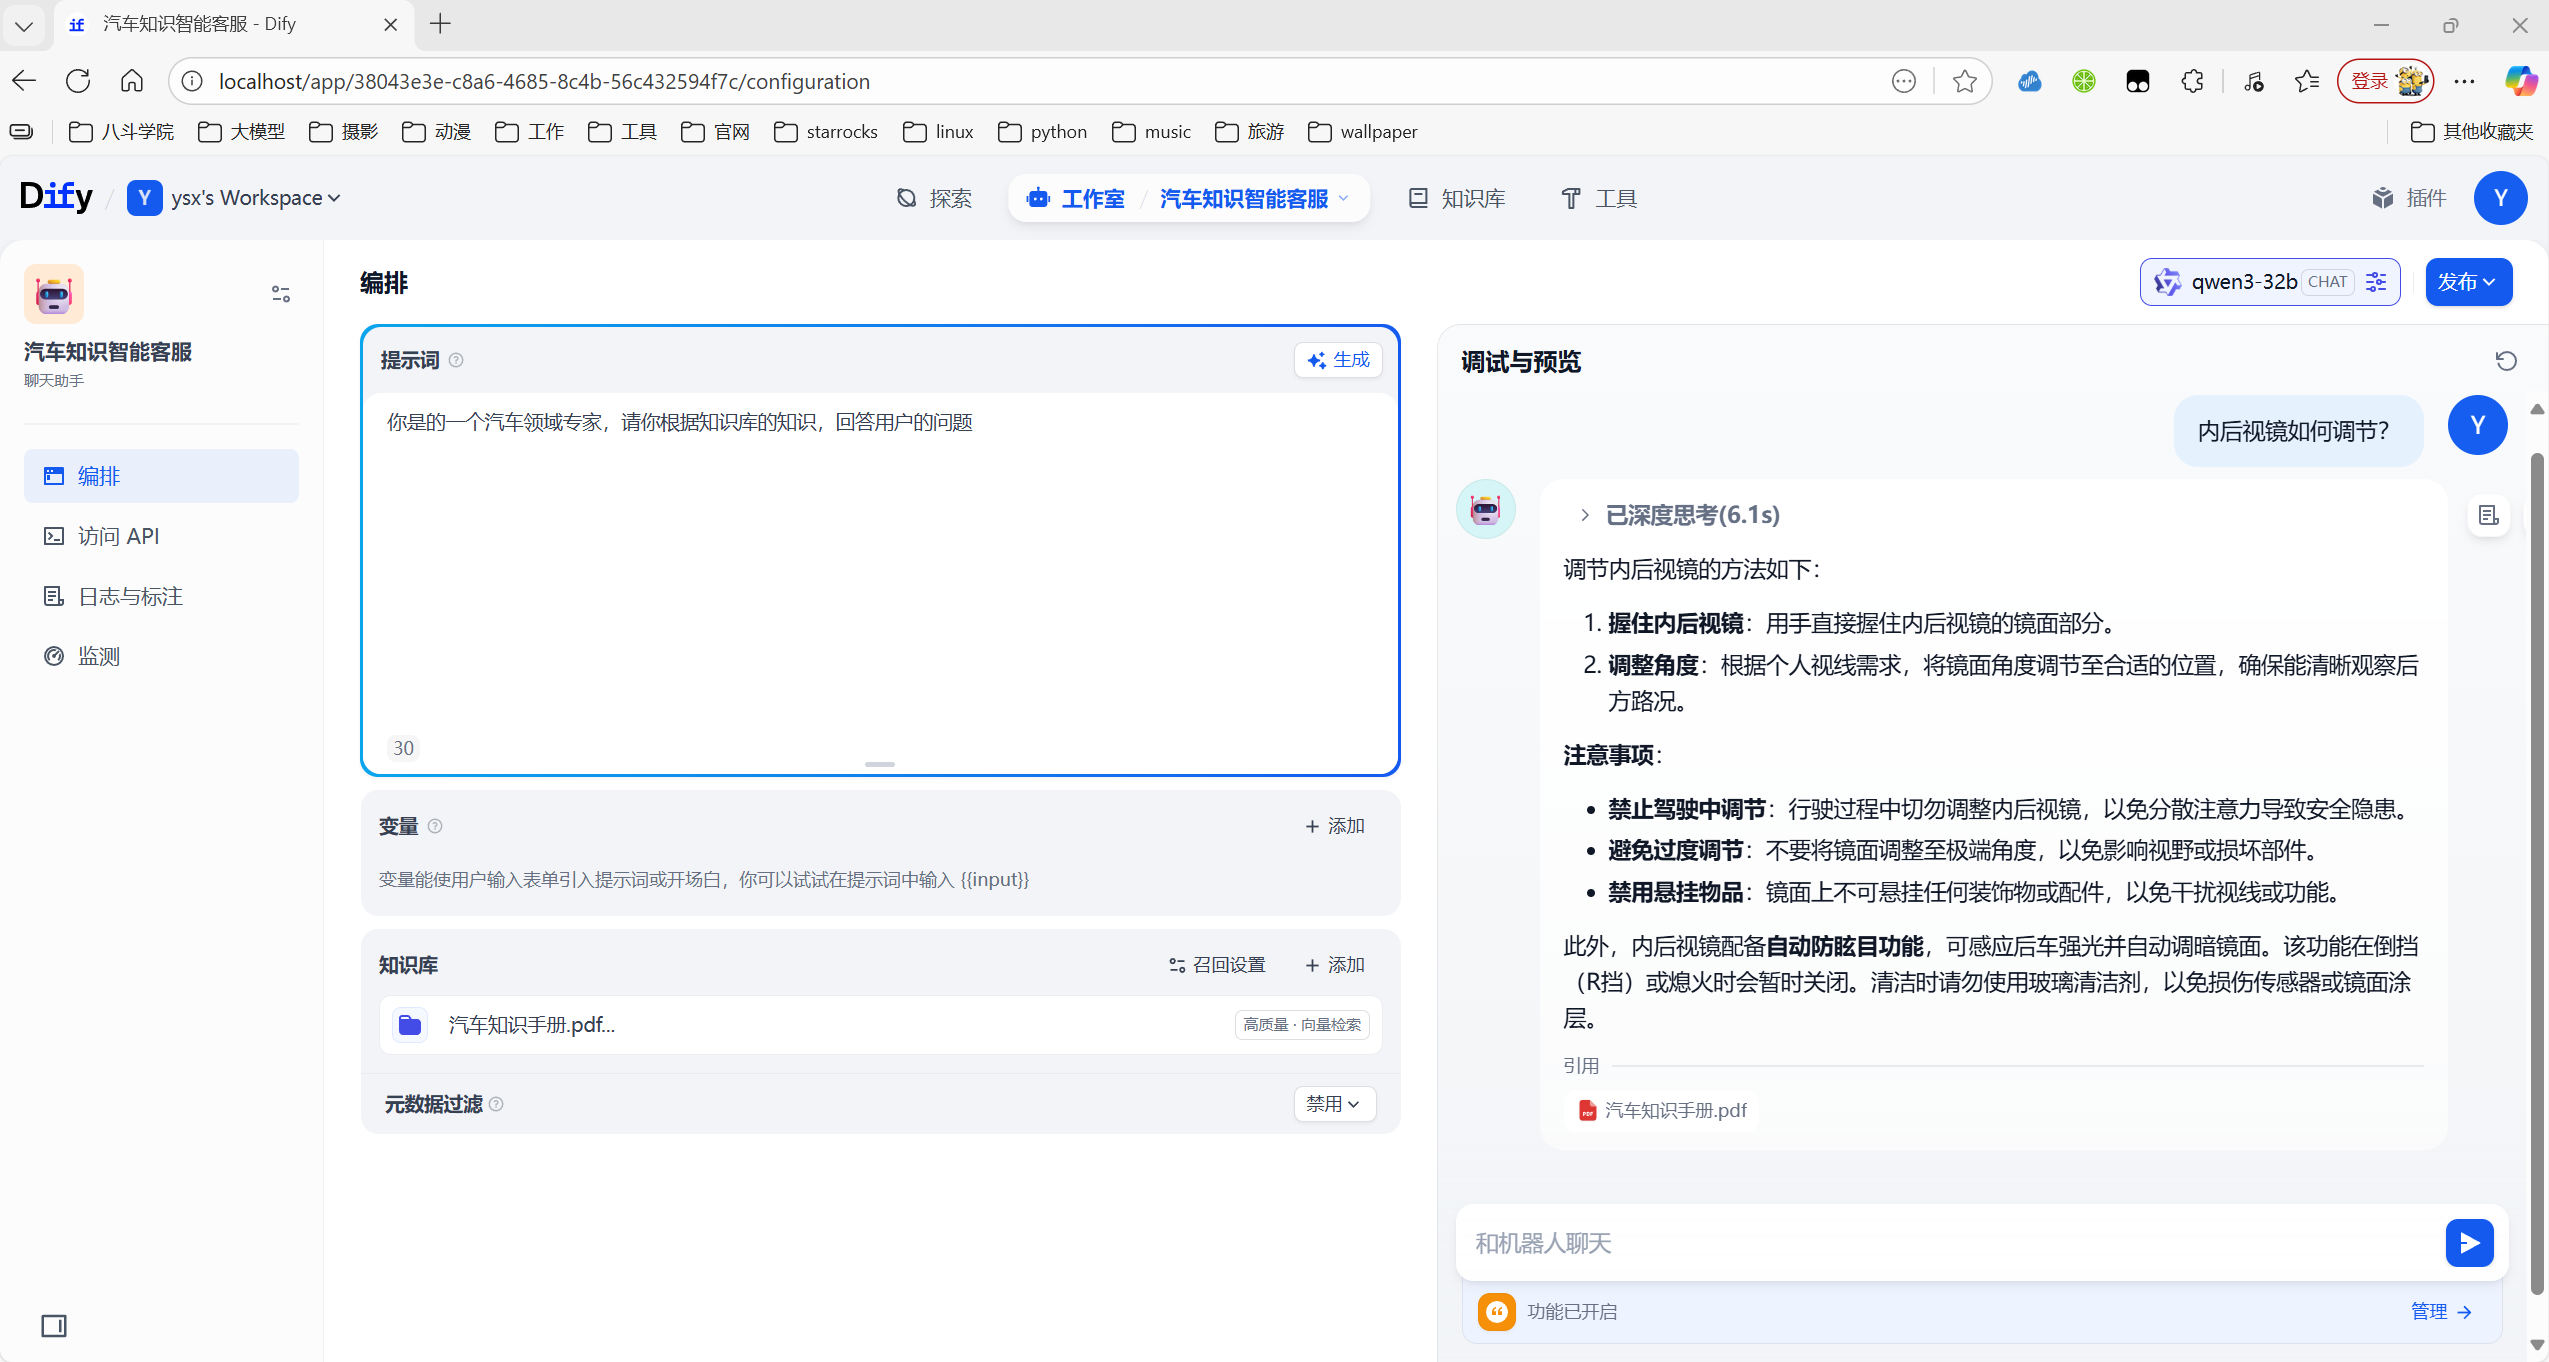 汽车知识智能客服 - Dify
localhost/app/38043e3e-c8a6-4685-8c4b-56c432594f7c/configuration
登录
八斗学院 大模型 摄影 动漫 工作 工具 官网 starrocks linux python music 旅游 wallpaper 其他收藏夹
Dify / Y ysx's Workspace
探索 工作室 / 汽车知识智能客服 知识库 工具 插件 Y
汽车知识智能客服
聊天助手
编排
访问 API
日志与标注
监测
编排
qwen3-32b CHAT
发布
提示词
生成
你是的一个汽车领域专家，请你根据知识库的知识，回答用户的问题
30
变量
+ 添加
变量能使用户输入表单引入提示词或开场白，你可以试试在提示词中输入 {{input}}
知识库
召回设置
+ 添加
汽车知识手册.pdf...
高质量 · 向量检索
元数据过滤
禁用
调试与预览
内后视镜如何调节？
Y
已深度思考(6.1s)
调节内后视镜的方法如下：
1. 握住内后视镜：用手直接握住内后视镜的镜面部分。
2. 调整角度：根据个人视线需求，将镜面角度调节至合适的位置，确保能清晰观察后
方路况。
注意事项：
• 禁止驾驶中调节：行驶过程中切勿调整内后视镜，以免分散注意力导致安全隐患。
• 避免过度调节：不要将镜面调整至极端角度，以免影响视野或损坏部件。
• 禁用悬挂物品：镜面上不可悬挂任何装饰物或配件，以免干扰视线或功能。
此外，内后视镜配备自动防眩目功能，可感应后车强光并自动调暗镜面。该功能在倒挡
（R挡）或熄火时会暂时关闭。清洁时请勿使用玻璃清洁剂，以免损伤传感器或镜面涂
层。
引用
PDF 汽车知识手册.pdf
和机器人聊天
功能已开启
管理 →